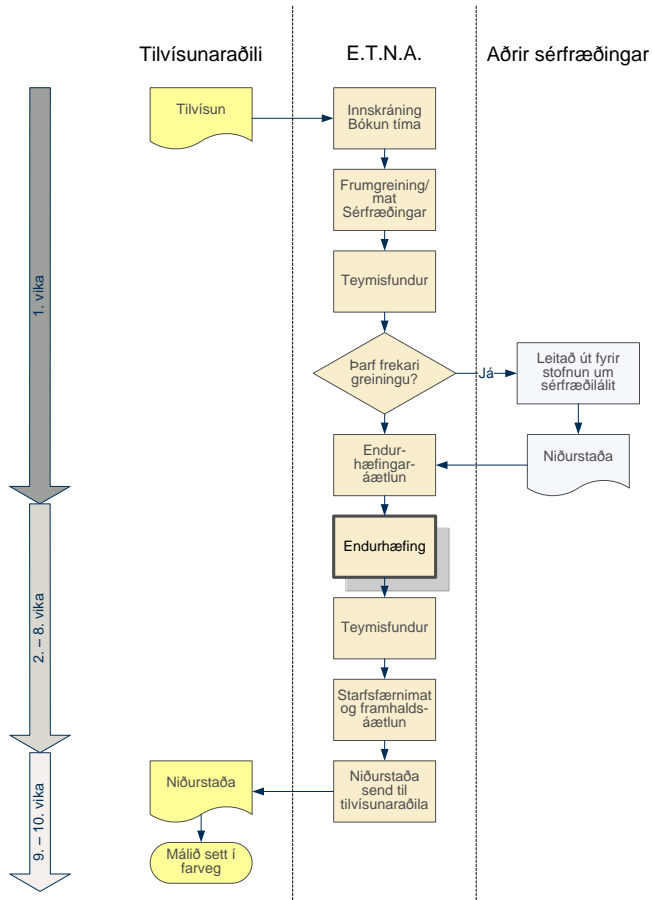 Tilvísunaraðili
E.T.N.A.
Aðrir sérfræðingar
Tilvísun
Innskráning
Bókun tíma
Frumgreining/
mat
Sérfræðingar
Teymisfundur
1. vika
Þarf frekari
greiningu?
Já
Leitað út fyrir
stofnun um
sérfræðilálit
Endur-
hæfingar-
áætlun
Niðurstaða
Endurhæfing
2. – 8. vika
Teymisfundur
Starfsfærnimat
og framhalds-
áætlun
Niðurstaða
Niðurstaða
send til
tilvísunaraðila
9. – 10. vika
Málið sett í
farveg